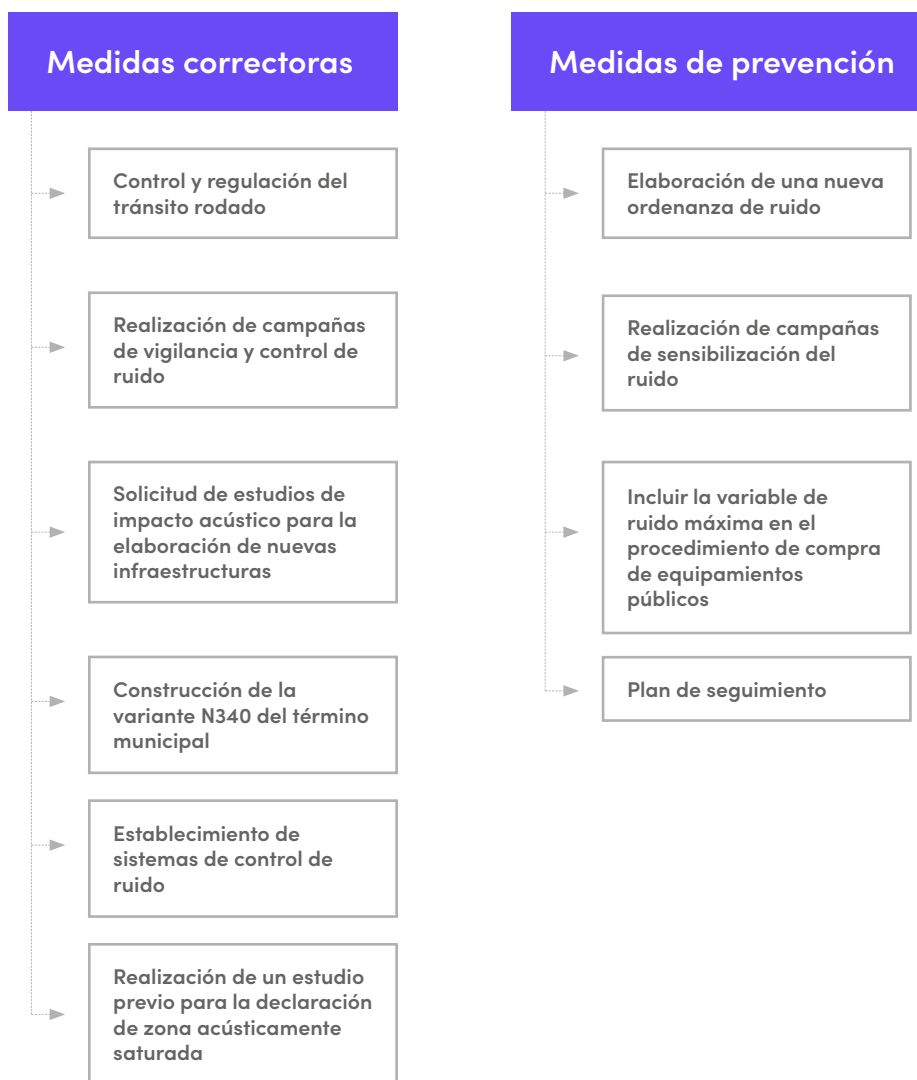 Medidas correctoras
Control y regulación del
tránsito rodado
Realización de campañas
de vigilancia y control de
ruido
Solicitud de estudios de
impacto acústico para la
elaboración de nuevas
infraestructuras
Construcción de la
variante N340 del término
municipal
Establecimiento de
sistemas de control de
ruido
Realización de un estudio
previo para la declaración
de zona acústicamente
saturada
Medidas de prevención
Elaboración de una nueva
ordenanza de ruido
Realización de campañas
de sensibilización del
ruido
Incluir la variable de
ruido máxima en el
procedimiento de compra
de equipamientos
públicos
Plan de seguimiento